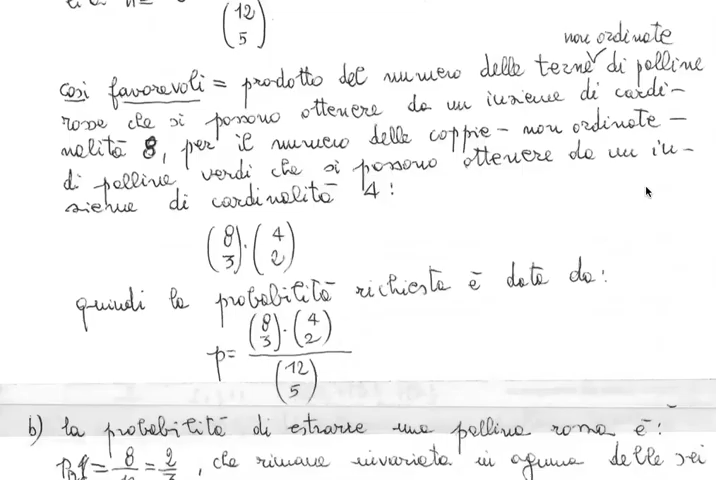 (12
5)
non ordinate
casi favorevoli = prodotto del numero delle terne di palline
rosse che si possono ottenere da un insieme di cardi-
nalità 8, per il numero delle coppie - non ordinate -
di palline verdi che si possono ottenere da un in-
sieme di cardinalità 4:
(8 3) · (4 2)
quindi la probabilità richiesta è data da:
p = (8 3) · (4 2) / (12 5)
b) la probabilità di estrarre una pallina rossa è:
= 8 = 2 , che rimane invariata in ognuna delle sei